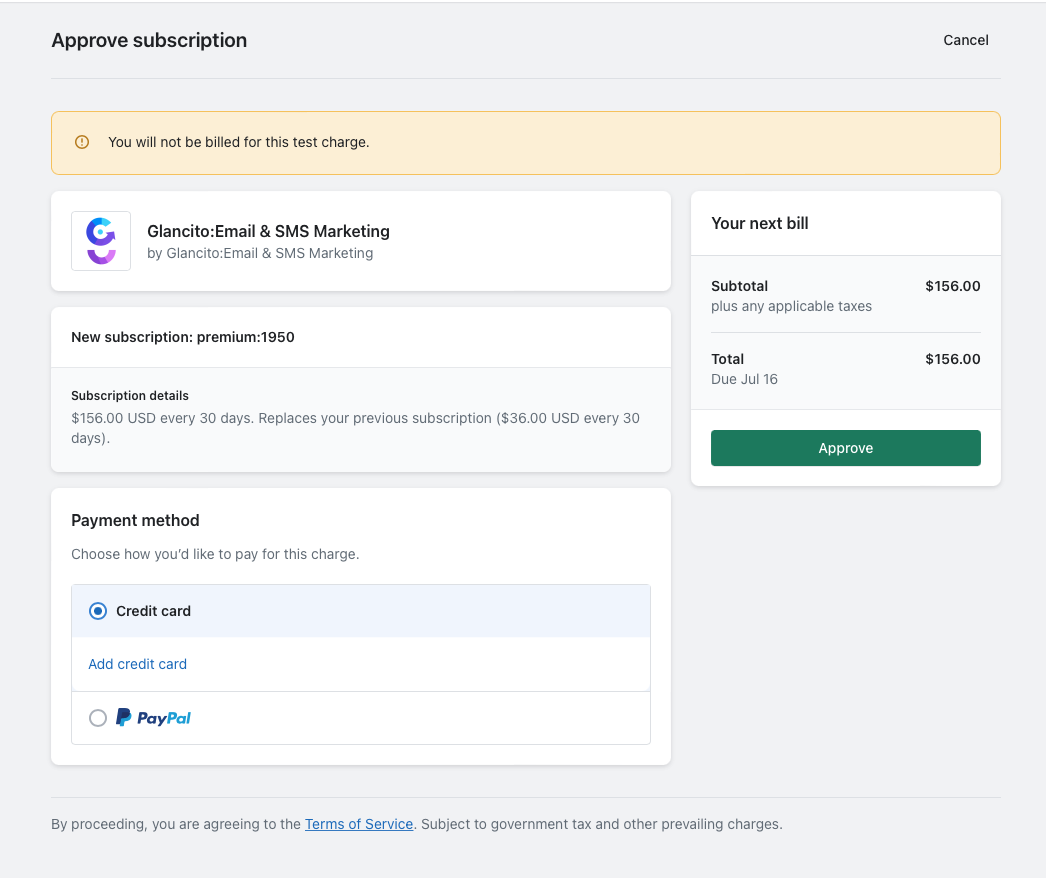 Approve subscription
Cancel
You will not be billed for this test charge.
Glancito:Email & SMS Marketing
by Glancito:Email & SMS Marketing
New subscription: premium:1950
Subscription details
$156.00 USD every 30 days. Replaces your previous subscription ($36.00 USD every 30
days).
Payment method
Choose how you’d like to pay for this charge.
Credit card
Add credit card
PayPal
Your next bill
Subtotal $156.00
plus any applicable taxes
Total $156.00
Due Jul 16
Approve
By proceeding, you are agreeing to the Terms of Service. Subject to government tax and other prevailing charges.